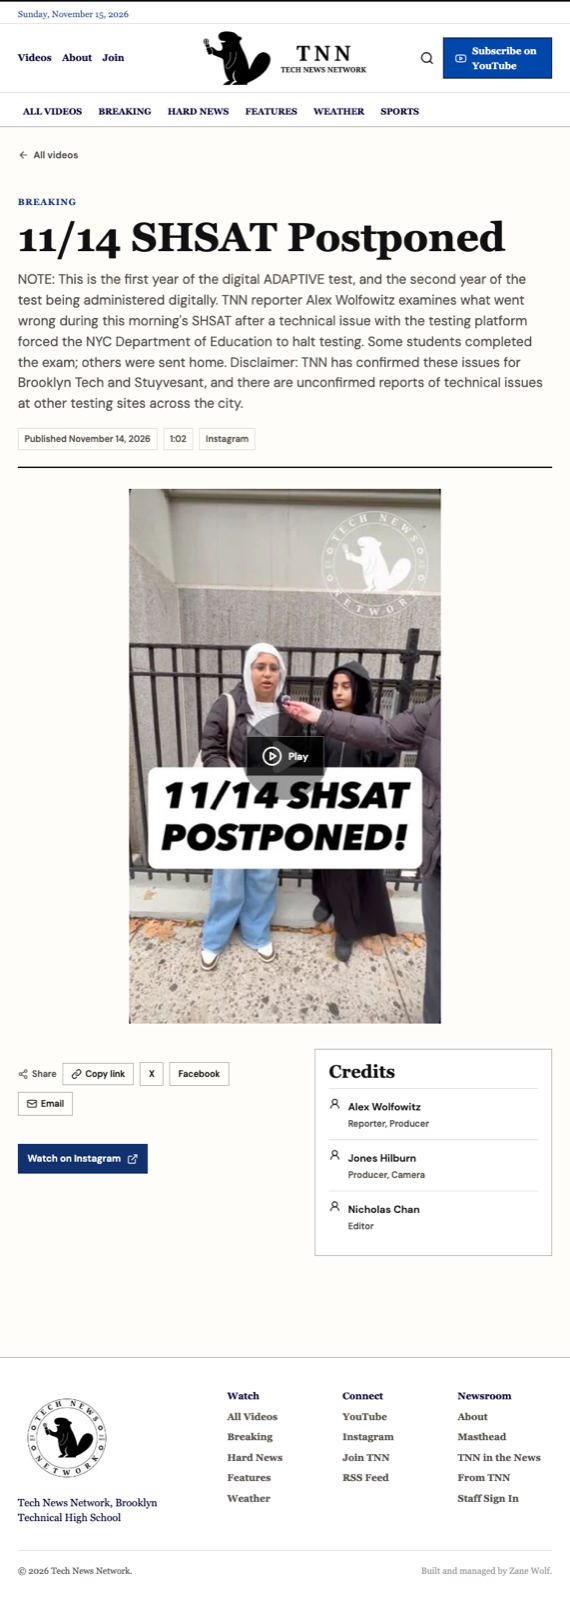 Sunday, November 15, 2026
Videos About Join
TNN
TECH NEWS NETWORK
Subscribe on
YouTube
ALL VIDEOS BREAKING HARD NEWS FEATURES WEATHER SPORTS
All videos
BREAKING
11/14 SHSAT Postponed
NOTE: This is the first year of the digital ADAPTIVE test, and the second year of the
test being administered digitally. TNN reporter Alex Wolfowitz examines what went
wrong during this morning's SHSAT after a technical issue with the testing platform
forced the NYC Department of Education to halt testing. Some students completed
the exam; others were sent home. Disclaimer: TNN has confirmed these issues for
Brooklyn Tech and Stuyvesant, and there are unconfirmed reports of technical issues
at other testing sites across the city.
Published November 14, 2026 1:02 Instagram
TECH NEWS
NETWORK
Play
11/14 SHSAT
POSTPONED!
Share Copy link X Facebook
Email
Watch on Instagram
Credits
Alex Wolfowitz
Reporter, Producer
Jones Hilburn
Producer, Camera
Nicholas Chan
Editor
TECH NEWS
NETWORK
Tech News Network, Brooklyn
Technical High School
Watch
All Videos
Breaking
Hard News
Features
Weather
Connect
YouTube
Instagram
Join TNN
RSS Feed
Newsroom
About
Masthead
TNN in the News
From TNN
Staff Sign In
© 2026 Tech News Network.
Built and managed by Zane Wolf.